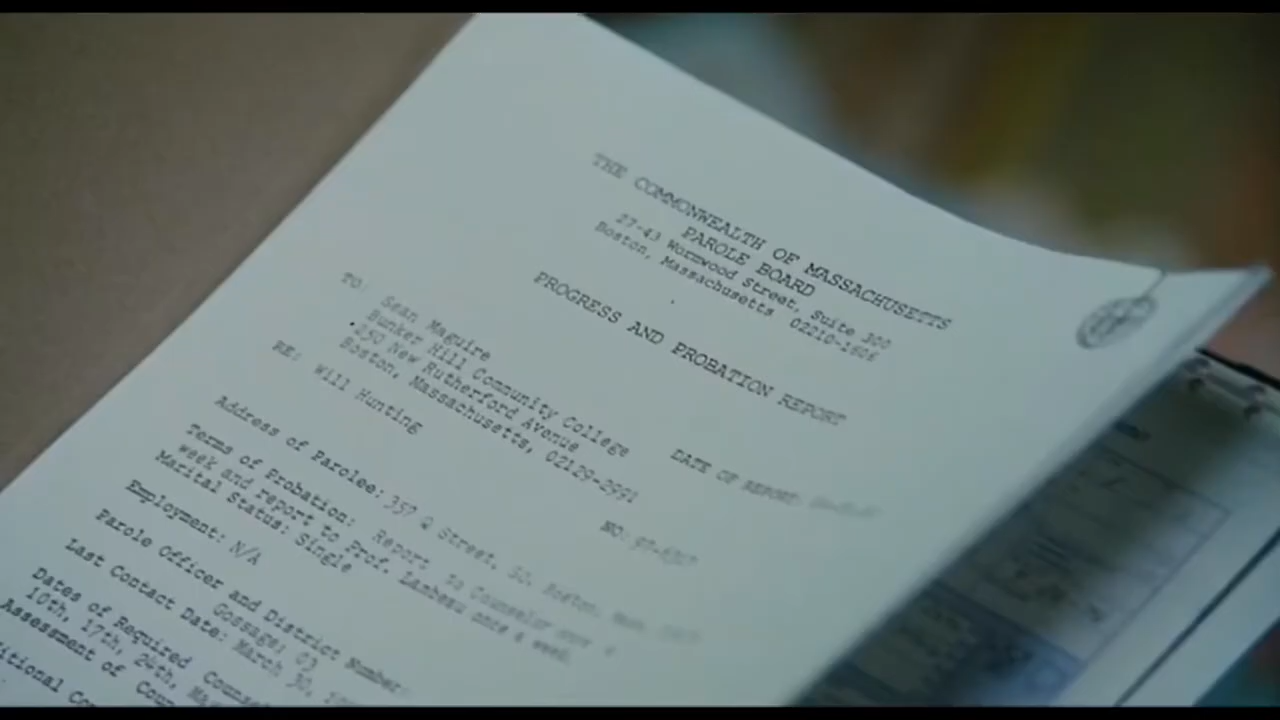 THE COMMONWEALTH OF MASSACHUSETTS
PAROLE BOARD
27-43 Wormwood Street, Suite 300
Boston, Massachusetts 02210-1606
PROGRESS AND PROBATION REPORT
TO: Sean Maguire
Bunker Hill Community College
250 New Rutherford Avenue
Boston, Massachusetts, 02129-2991
DATE OF REPORT:
RE: Will Hunting
NO:
Address of Parolee: 357 Q Street, SO. Boston,
Terms of Probation: Report to Counselor once a
week and report to Prof. Lambeau once a week.
Marital Status: Single
Employment: N/A
Parole Officer and District Number:
Gossage; 03
Last Contact Date: March 30,
Dates of Required
10th, 17th, 24th,
Assessment of